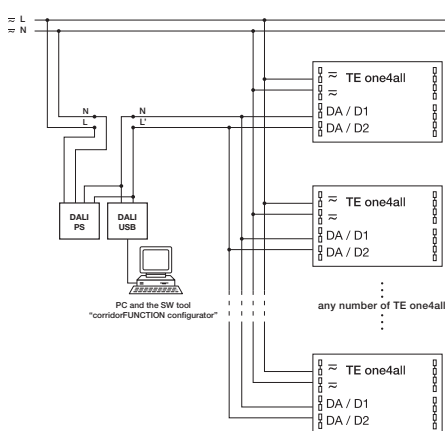 ≂ L
≂ N
≂ TE one4all
≂
DA / D1
DA / D2
N
L
N
L'
≂ TE one4all
≂
DA / D1
DA / D2
DALI
PS
DALI
USB
PC and the SW tool
"corridorFUNCTION configurator"
any number of TE one4all
≂ TE one4all
≂
DA / D1
DA / D2